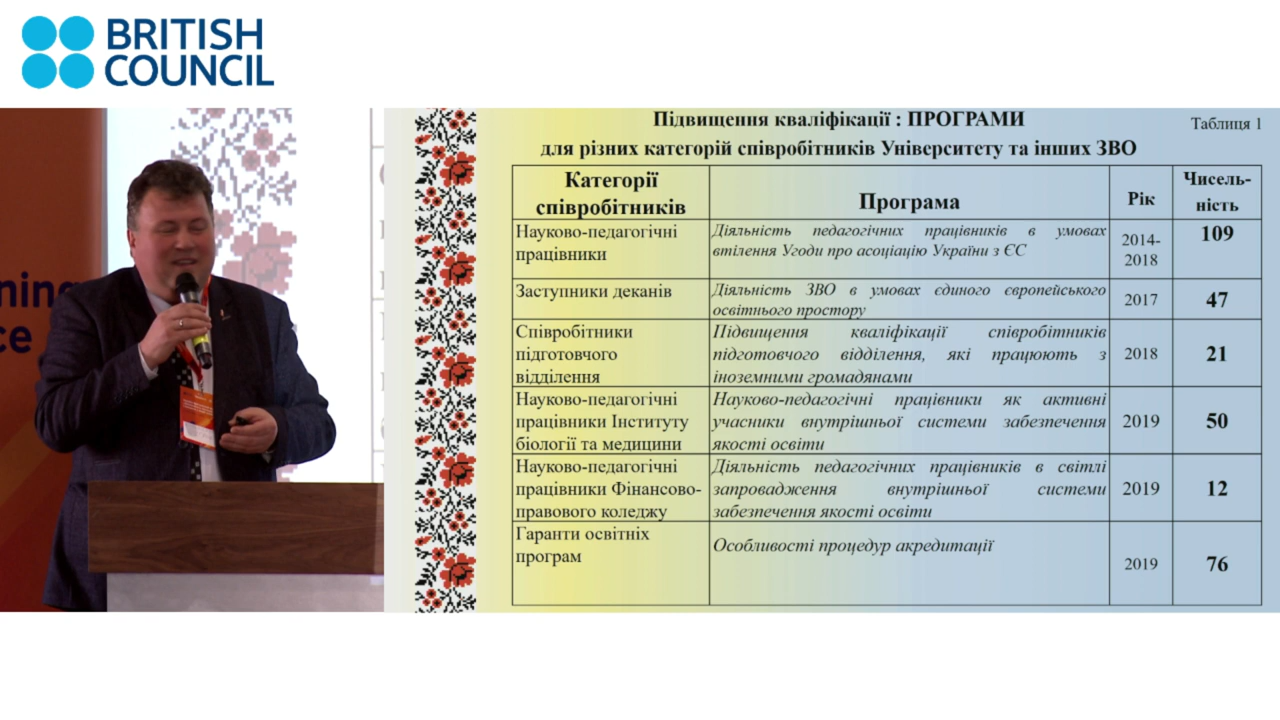 BRITISH
COUNCIL
ning
ce
Підвищення кваліфікації : ПРОГРАМИ
для різних категорій співробітників Університету та інших ЗВО
Таблиця 1
Категорії
співробітників
Програма
Рік
Чисель-
ність
Науково-педагогічні
працівники
Діяльність педагогічних працівників в умовах
втілення Угоди про асоціацію України з ЄС
2014-
2018
109
Заступники деканів
Діяльність ЗВО в умовах єдиного європейського
освітнього простору
2017
47
Співробітники
підготовчого
відділення
Підвищення кваліфікації співробітників
підготовчого відділення, які працюють з
іноземними громадянами
2018
21
Науково-педагогічні
працівники Інституту
біології та медицини
Науково-педагогічні працівники як активні
учасники внутрішньої системи забезпечення
якості освіти
2019
50
Науково-педагогічні
працівники Фінансово-
правового коледжу
Діяльність педагогічних працівників в світлі
запровадження внутрішньої системи
забезпечення якості освіти
2019
12
Гаранти освітніх
програм
Особливості процедур акредитації
2019
76